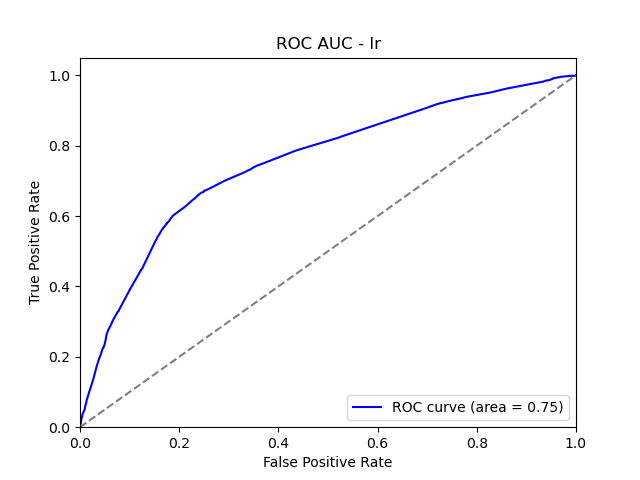 ROC AUC - lr
True Positive Rate
1.0
0.8
0.6
0.4
0.2
0.0
ROC curve (area = 0.75)
0.0 0.2 0.4 0.6 0.8 1.0
False Positive Rate